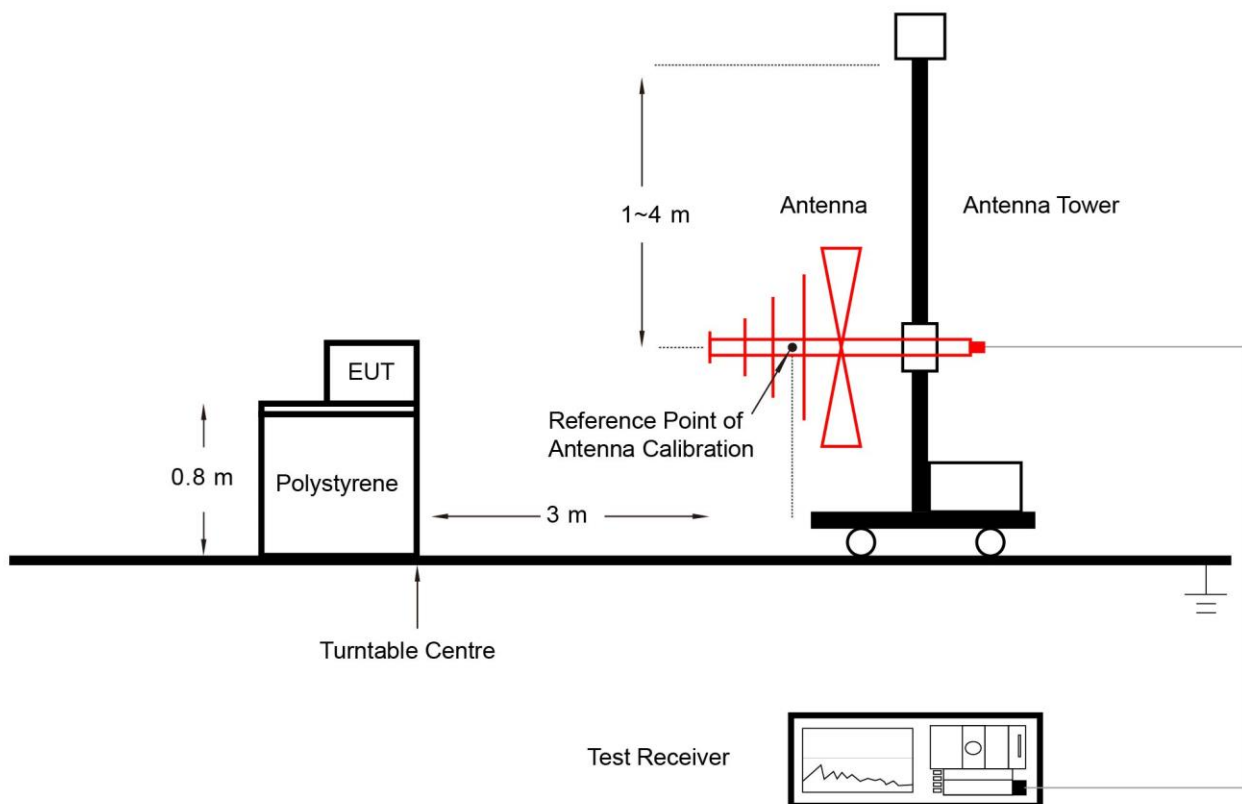 1~4 m
Antenna
Antenna Tower
EUT
Reference Point of
Antenna Calibration
0.8 m
Polystyrene
3 m
Turntable Centre
Test Receiver